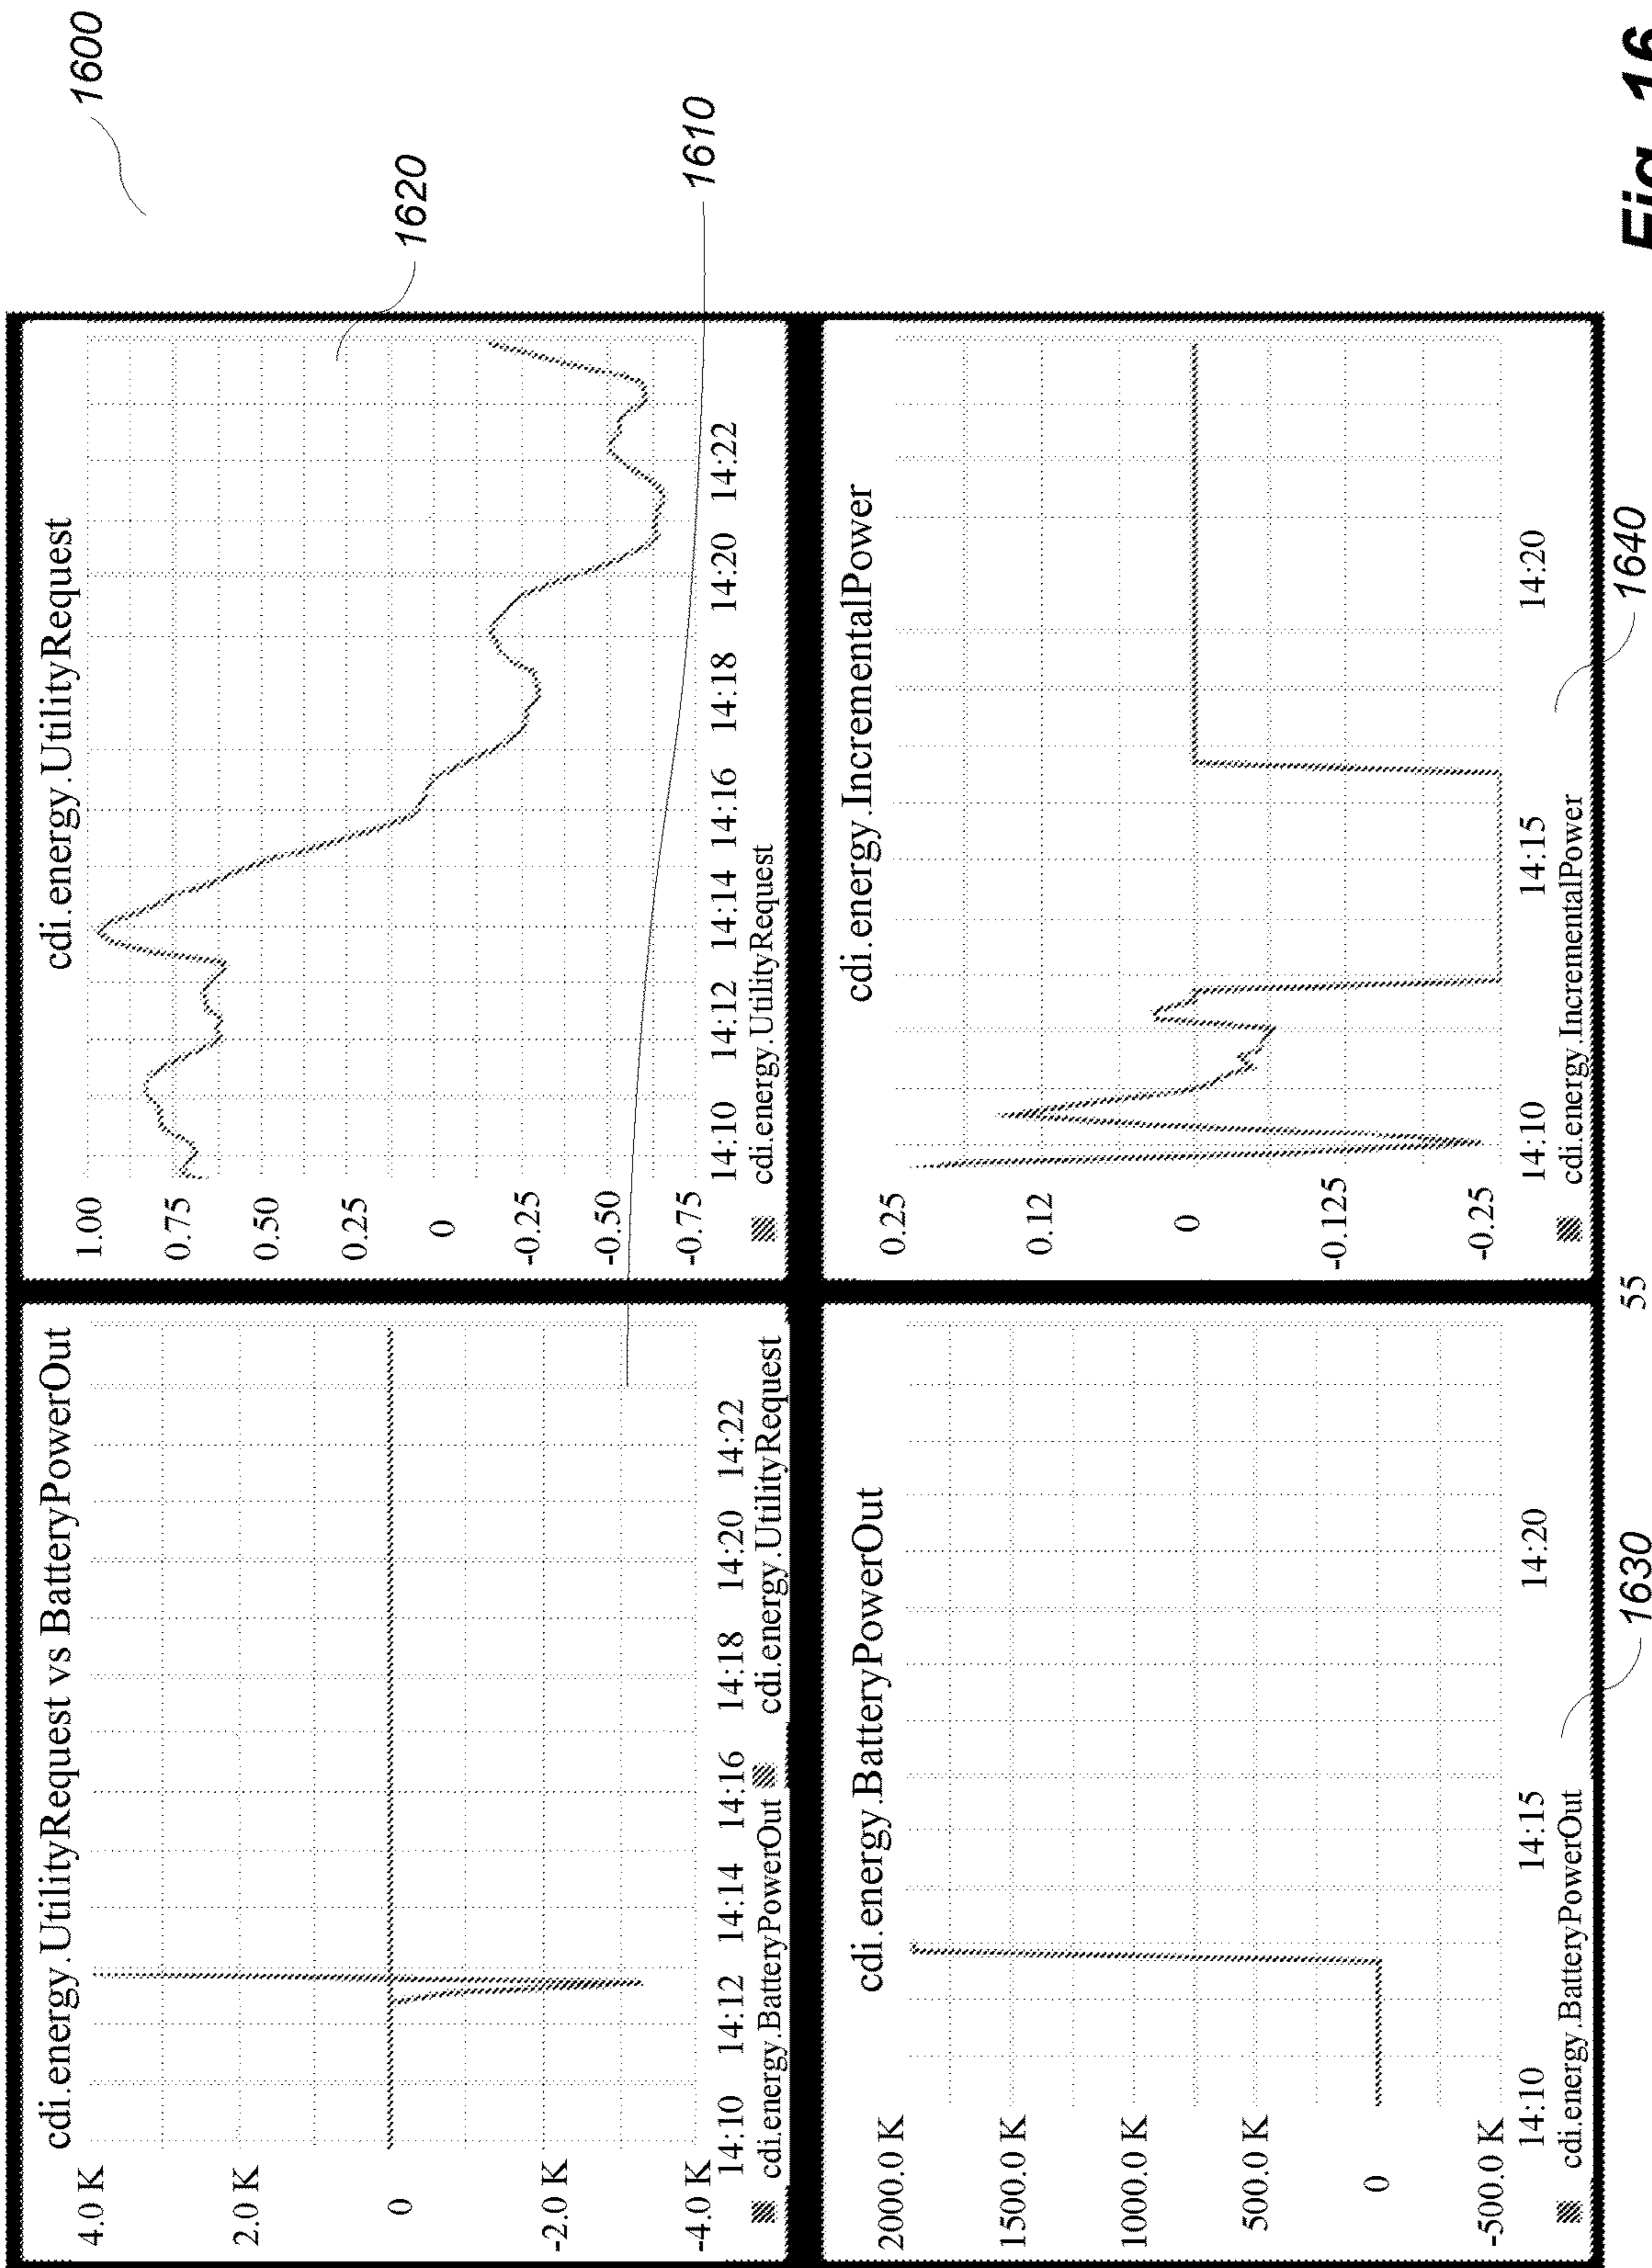 1600
cdi.energy.UtilityRequest vs BatteryPowerOut
4.0 K
2.0 K
0
-2.0 K
-4.0 K
14:10 14:12 14:14 14:16 14:18 14:20 14:22
cdi.energy.BatteryPowerOut cdi.energy.UtilityRequest
cdi.energy.UtilityRequest
1.00
0.75
0.50
0.25
0
-0.25
-0.50
-0.75
14:10 14:12 14:14 14:16 14:18 14:20 14:22
cdi.energy.UtilityRequest
1620
1610
cdi.energy.BatteryPowerOut
2000.0 K
1500.0 K
1000.0 K
500.0 K
0
-500.0 K
14:10 14:15 14:20
cdi.energy.BatteryPowerOut
1630
cdi.energy.IncrementalPower
0.25
0.12
0
-0.125
-0.25
14:10 14:15 14:20
cdi.energy.IncrementalPower
1640
55
Fig. 16